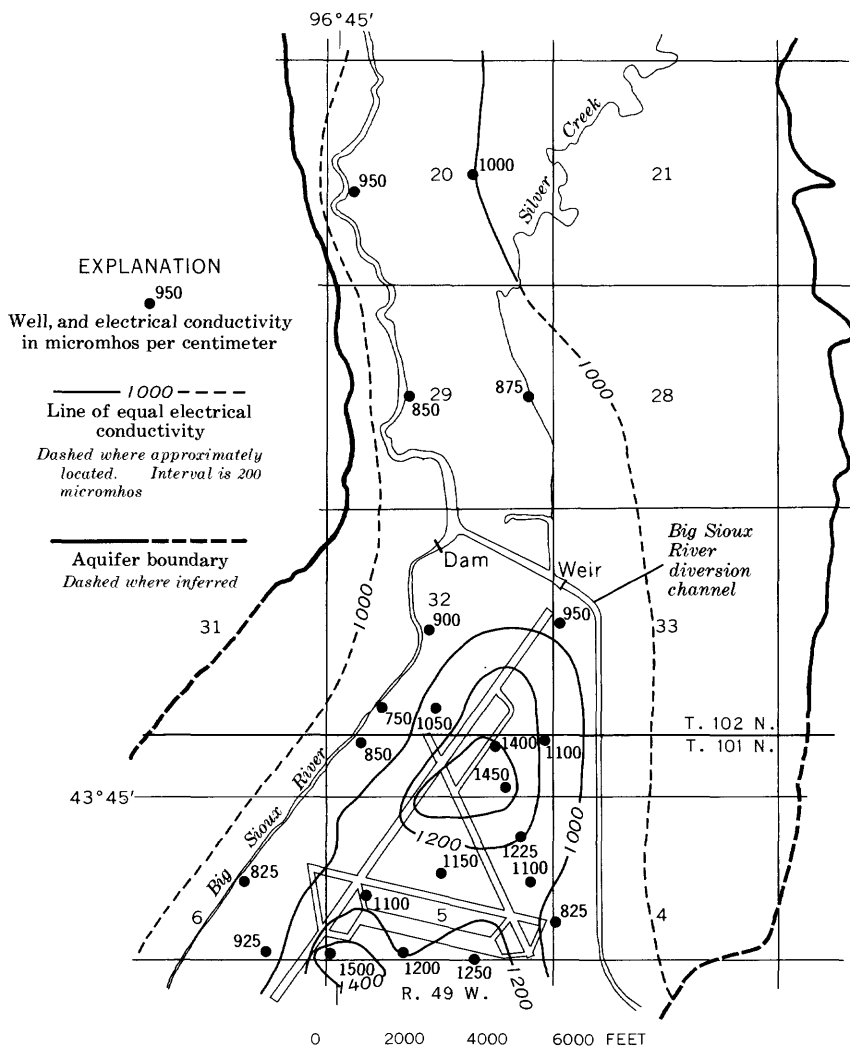 96°45'
1000
20
21
950
Silver Creek
EXPLANATION
950
Well, and electrical conductivity
in micromhos per centimeter
1000
Line of equal electrical
conductivity
Dashed where approximately
located. Interval is 200
micromhos
Aquifer boundary
Dashed where inferred
1000
850
29
875
28
1000
Dam
Weir
Big Sioux
River
diversion
channel
31
32
900
950
33
750
1050
T. 102 N.
T. 101 N.
850
1400
1100
1450
43°45'
Big Sioux River
1200
1000
1225
1150
1100
825
1100
6
5
825
4
925
1500
1200
1250
1400
1200
R. 49 W.
0 2000 4000 6000 FEET